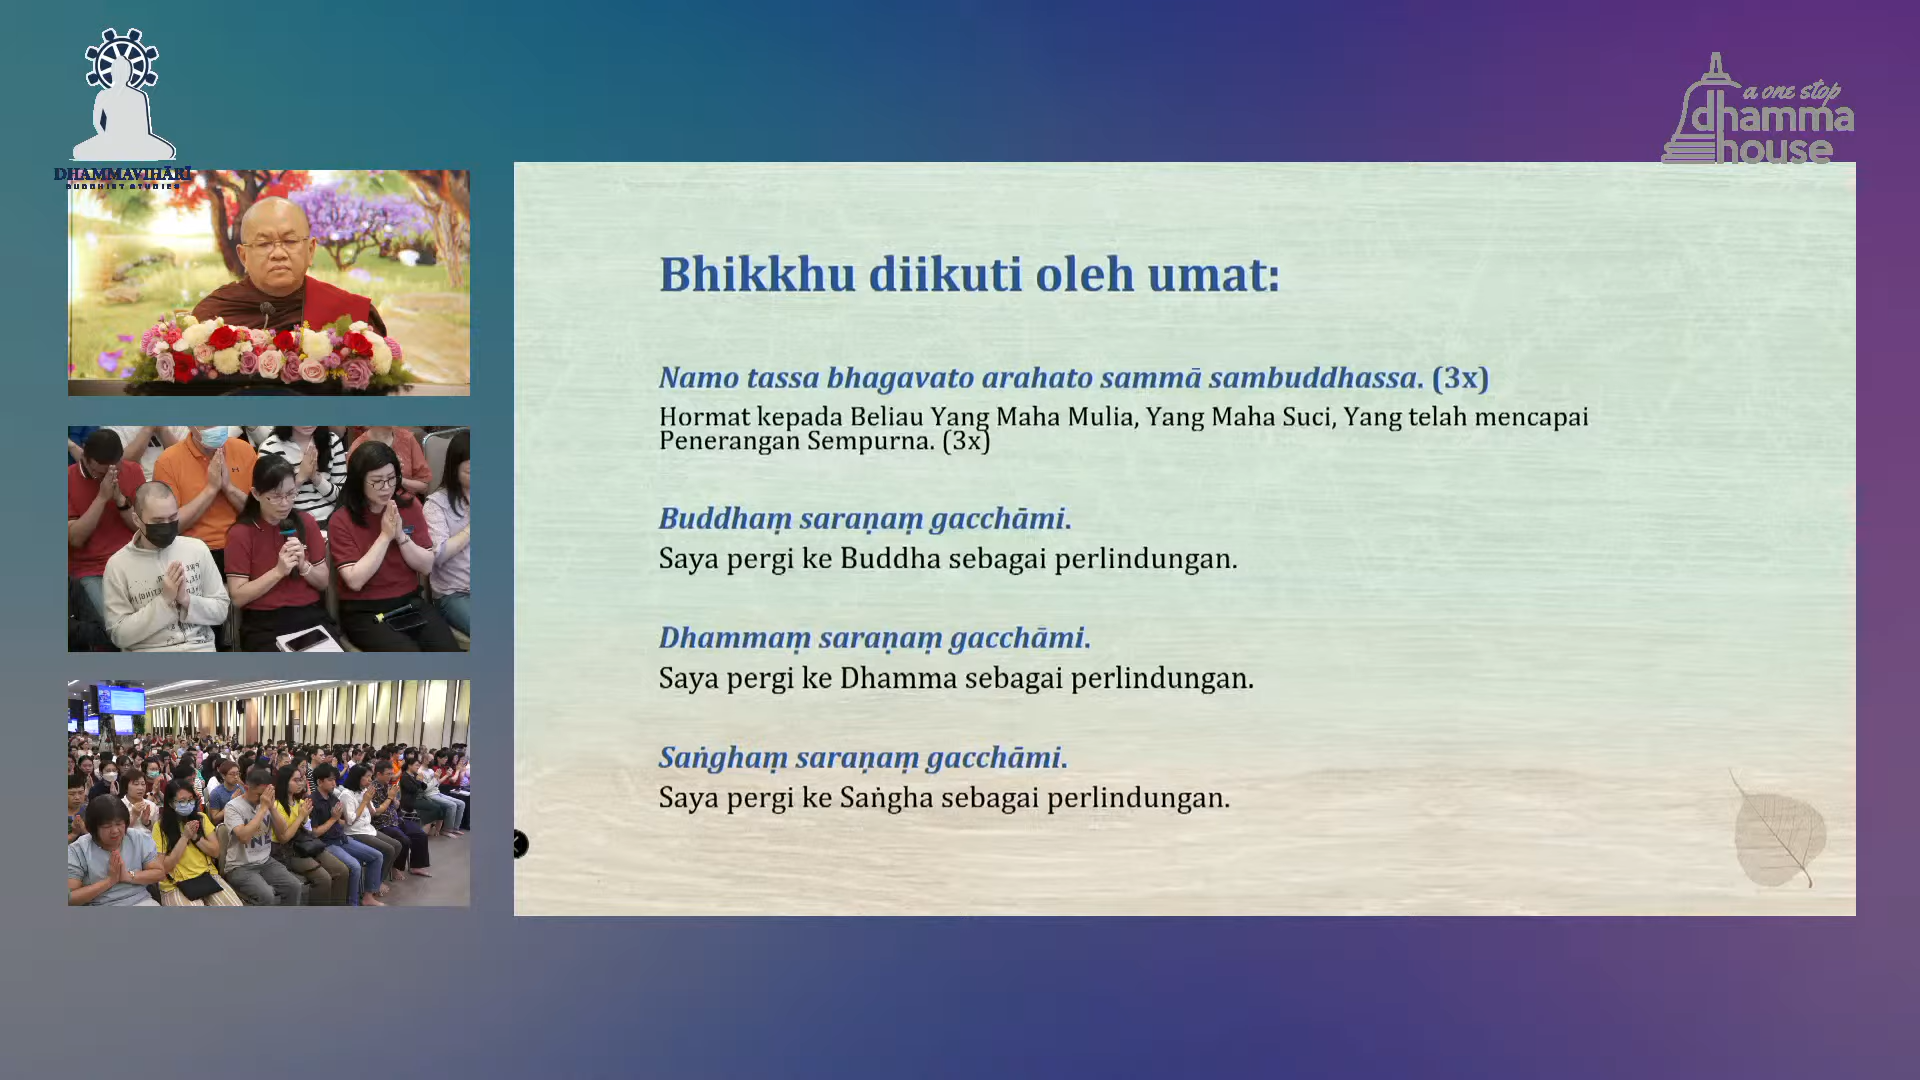 DHAMMAVIHĀRĪ
BUDDHIST STUDIES
a one stop
dhamma
house
Bhikkhu diikuti oleh umat:
Namo tassa bhagavato arahato sammā sambuddhassa. (3x)
Hormat kepada Beliau Yang Maha Mulia, Yang Maha Suci, Yang telah mencapai
Penerangan Sempurna. (3x)
Buddhaṃ saraṇaṃ gacchāmi.
Saya pergi ke Buddha sebagai perlindungan.
Dhammaṃ saraṇaṃ gacchāmi.
Saya pergi ke Dhamma sebagai perlindungan.
Saṅghaṃ saraṇaṃ gacchāmi.
Saya pergi ke Saṅgha sebagai perlindungan.